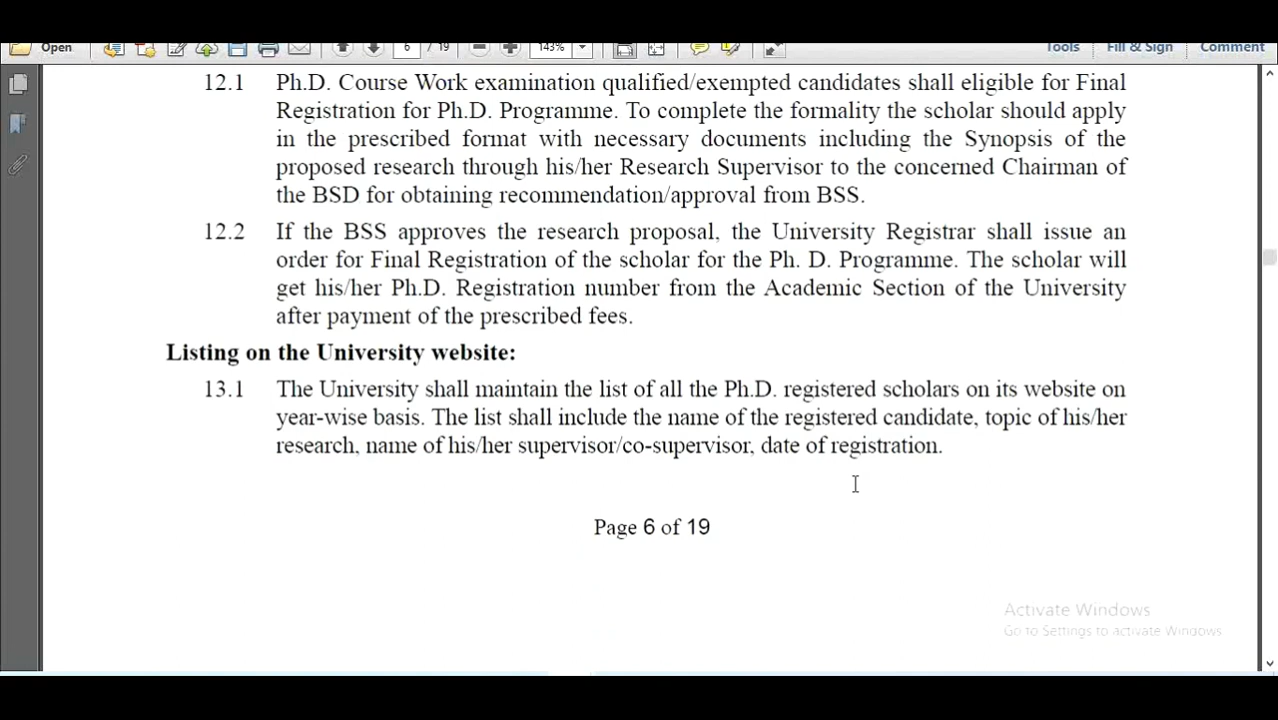 Open
6
/ 19
143%
Tools
Fill & Sign
Comment
12.1 Ph.D. Course Work examination qualified/exempted candidates shall eligible for Final
Registration for Ph.D. Programme. To complete the formality the scholar should apply
in the prescribed format with necessary documents including the Synopsis of the
proposed research through his/her Research Supervisor to the concerned Chairman of
the BSD for obtaining recommendation/approval from BSS.
12.2 If the BSS approves the research proposal, the University Registrar shall issue an
order for Final Registration of the scholar for the Ph. D. Programme. The scholar will
get his/her Ph.D. Registration number from the Academic Section of the University
after payment of the prescribed fees.
Listing on the University website:
13.1 The University shall maintain the list of all the Ph.D. registered scholars on its website on
year-wise basis. The list shall include the name of the registered candidate, topic of his/her
research, name of his/her supervisor/co-supervisor, date of registration.
Page 6 of 19
Activate Windows
Go to Settings to activate Windows.